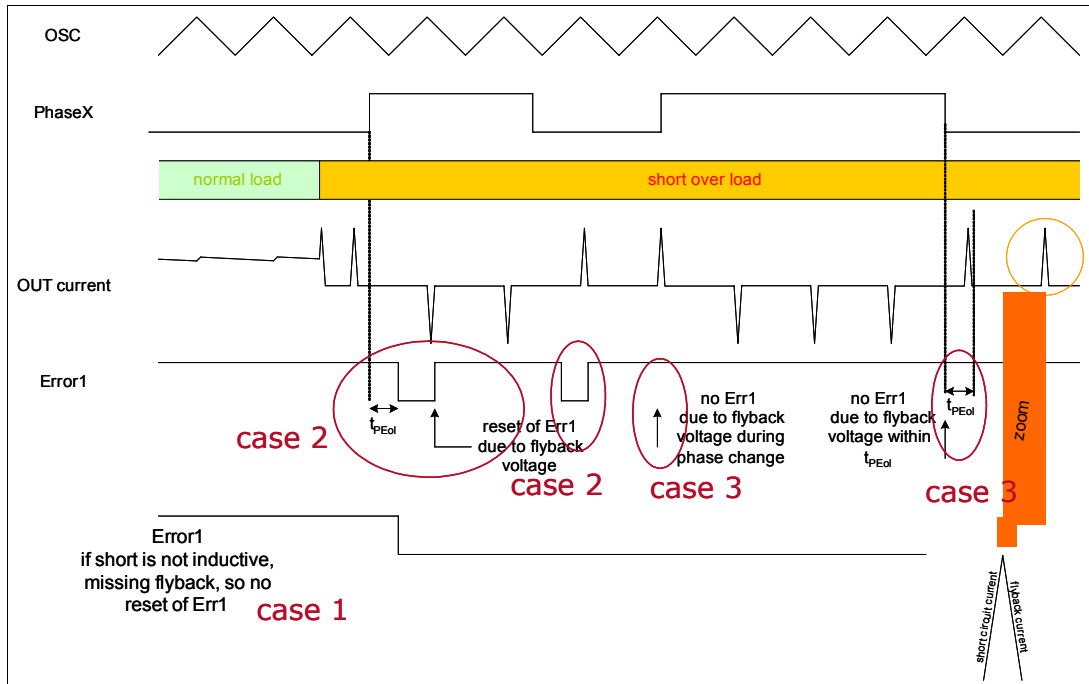 OSC
PhaseX
normal load
short over load
OUT current
Error1
tPEol
case 2
reset of Err1
due to flyback
voltage
case 2
no Err1
due to flyback
voltage during
phase change
case 3
no Err1
due to flyback
voltage within
tPEol
tPEol
case 3
zoom
Error1
if short is not inductive,
missing flyback, so no
reset of Err1
case 1
short circuit current
flyback current